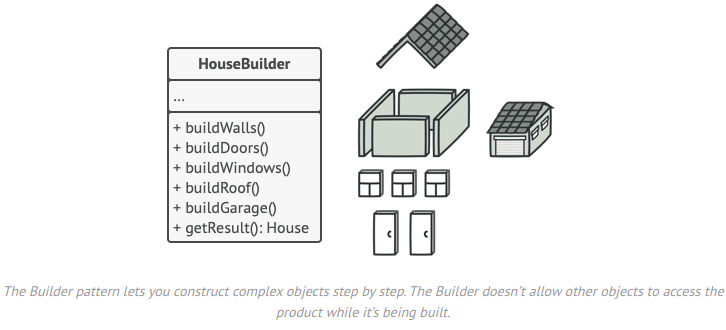 HouseBuilder
...
+ buildWalls()
+ buildDoors()
+ buildWindows()
+ buildRoof()
+ buildGarage()
+ getResult(): House
The Builder pattern lets you construct complex objects step by step. The Builder doesn’t allow other objects to access the
product while it’s being built.